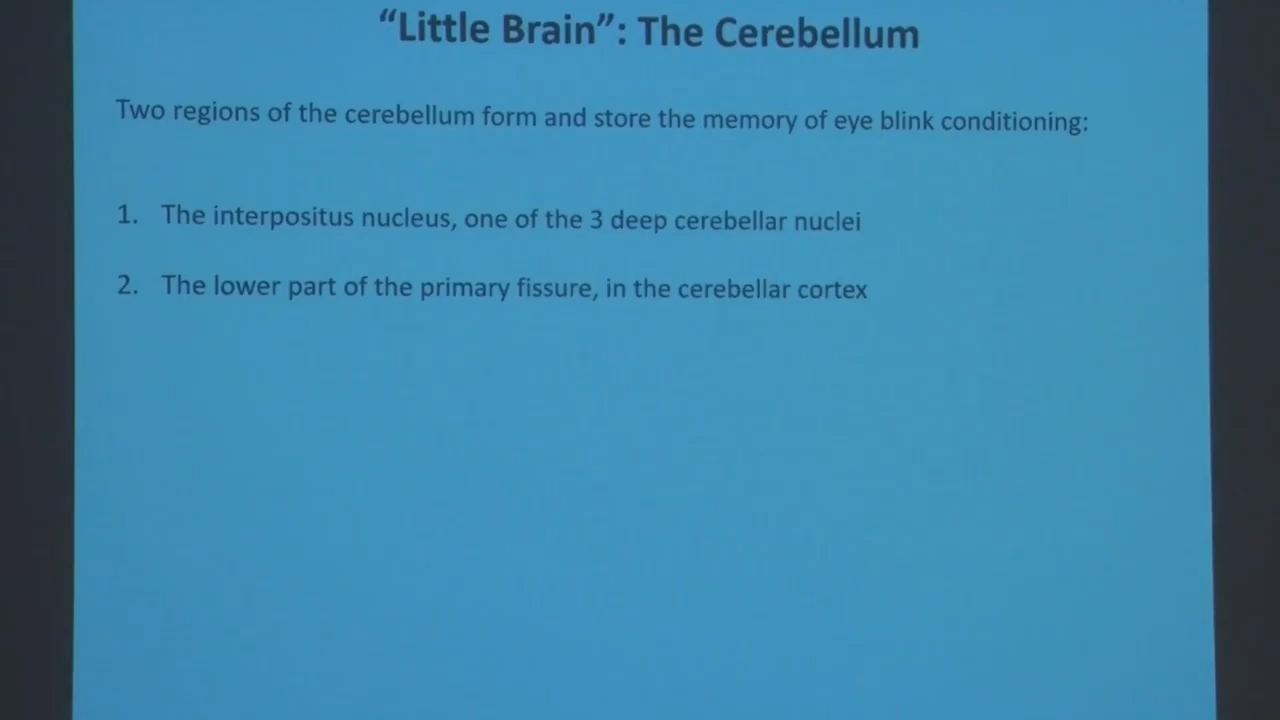 “Little Brain”: The Cerebellum
Two regions of the cerebellum form and store the memory of eye blink conditioning:
1. The interpositus nucleus, one of the 3 deep cerebellar nuclei
2. The lower part of the primary fissure, in the cerebellar cortex